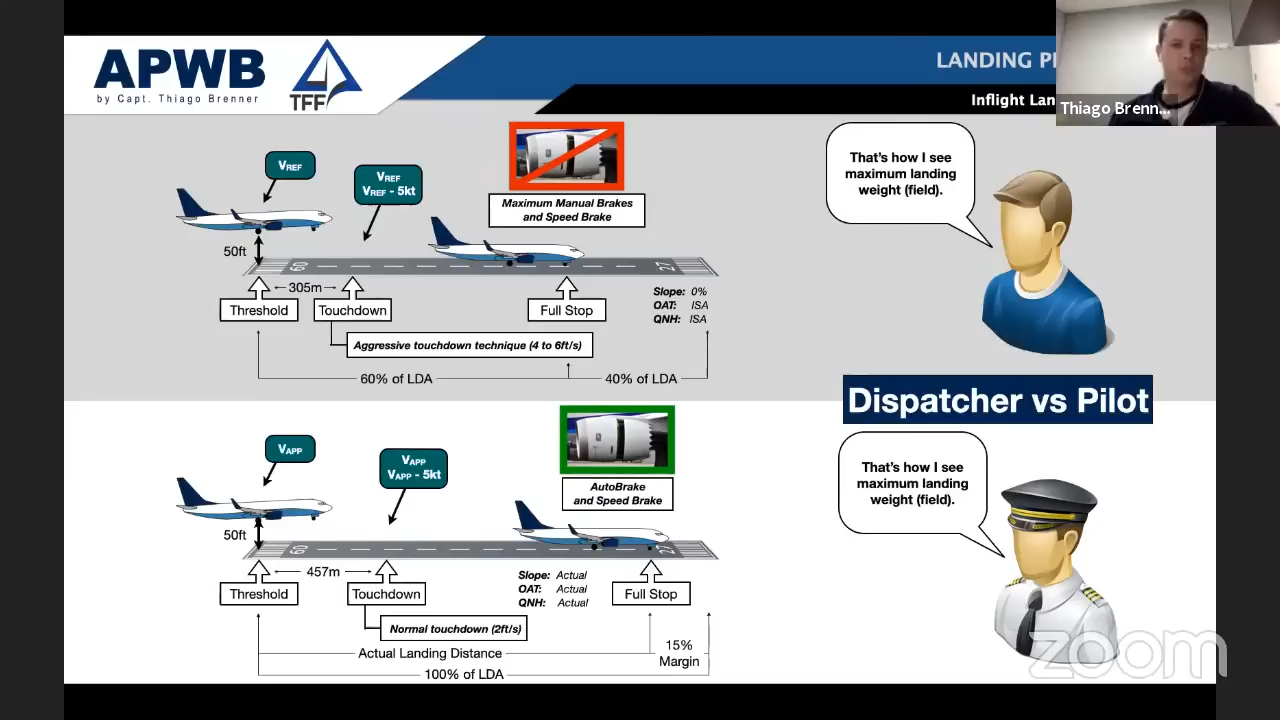 APWB
by Capt. Thiago Brenner
TFF
LANDING
Inflight
Thiago Brenn...
VREF
VREF
VREF - 5kt
Maximum Manual Brakes
and Speed Brake
50ft
09
27
305m
Threshold
Touchdown
Full Stop
Slope: 0%
OAT: ISA
QNH: ISA
Aggressive touchdown technique (4 to 6ft/s)
60% of LDA
40% of LDA
That's how I see
maximum landing
weight (field).
Dispatcher vs Pilot
VAPP
VAPP
VAPP - 5kt
AutoBrake
and Speed Brake
50ft
09
27
457m
Threshold
Touchdown
Slope: Actual
OAT: Actual
QNH: Actual
Full Stop
Normal touchdown (2ft/s)
Actual Landing Distance
15%
Margin
100% of LDA
That's how I see
maximum landing
weight (field).
zoom